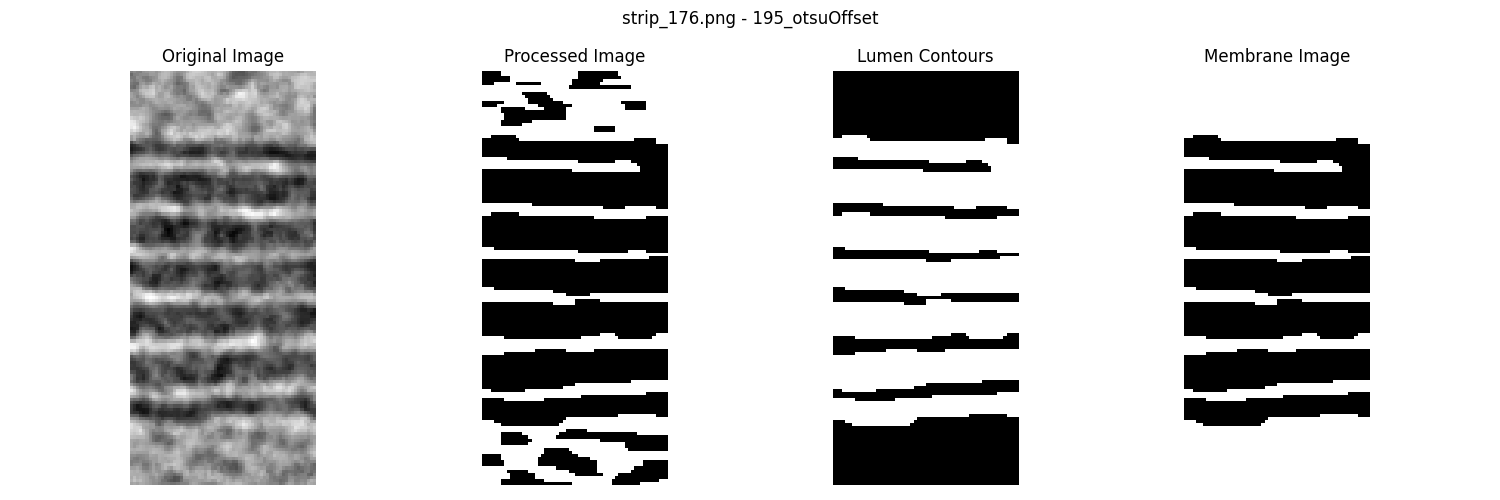 strip_176.png - 195_otsuOffset
Original Image
Processed Image
Lumen Contours
Membrane Image